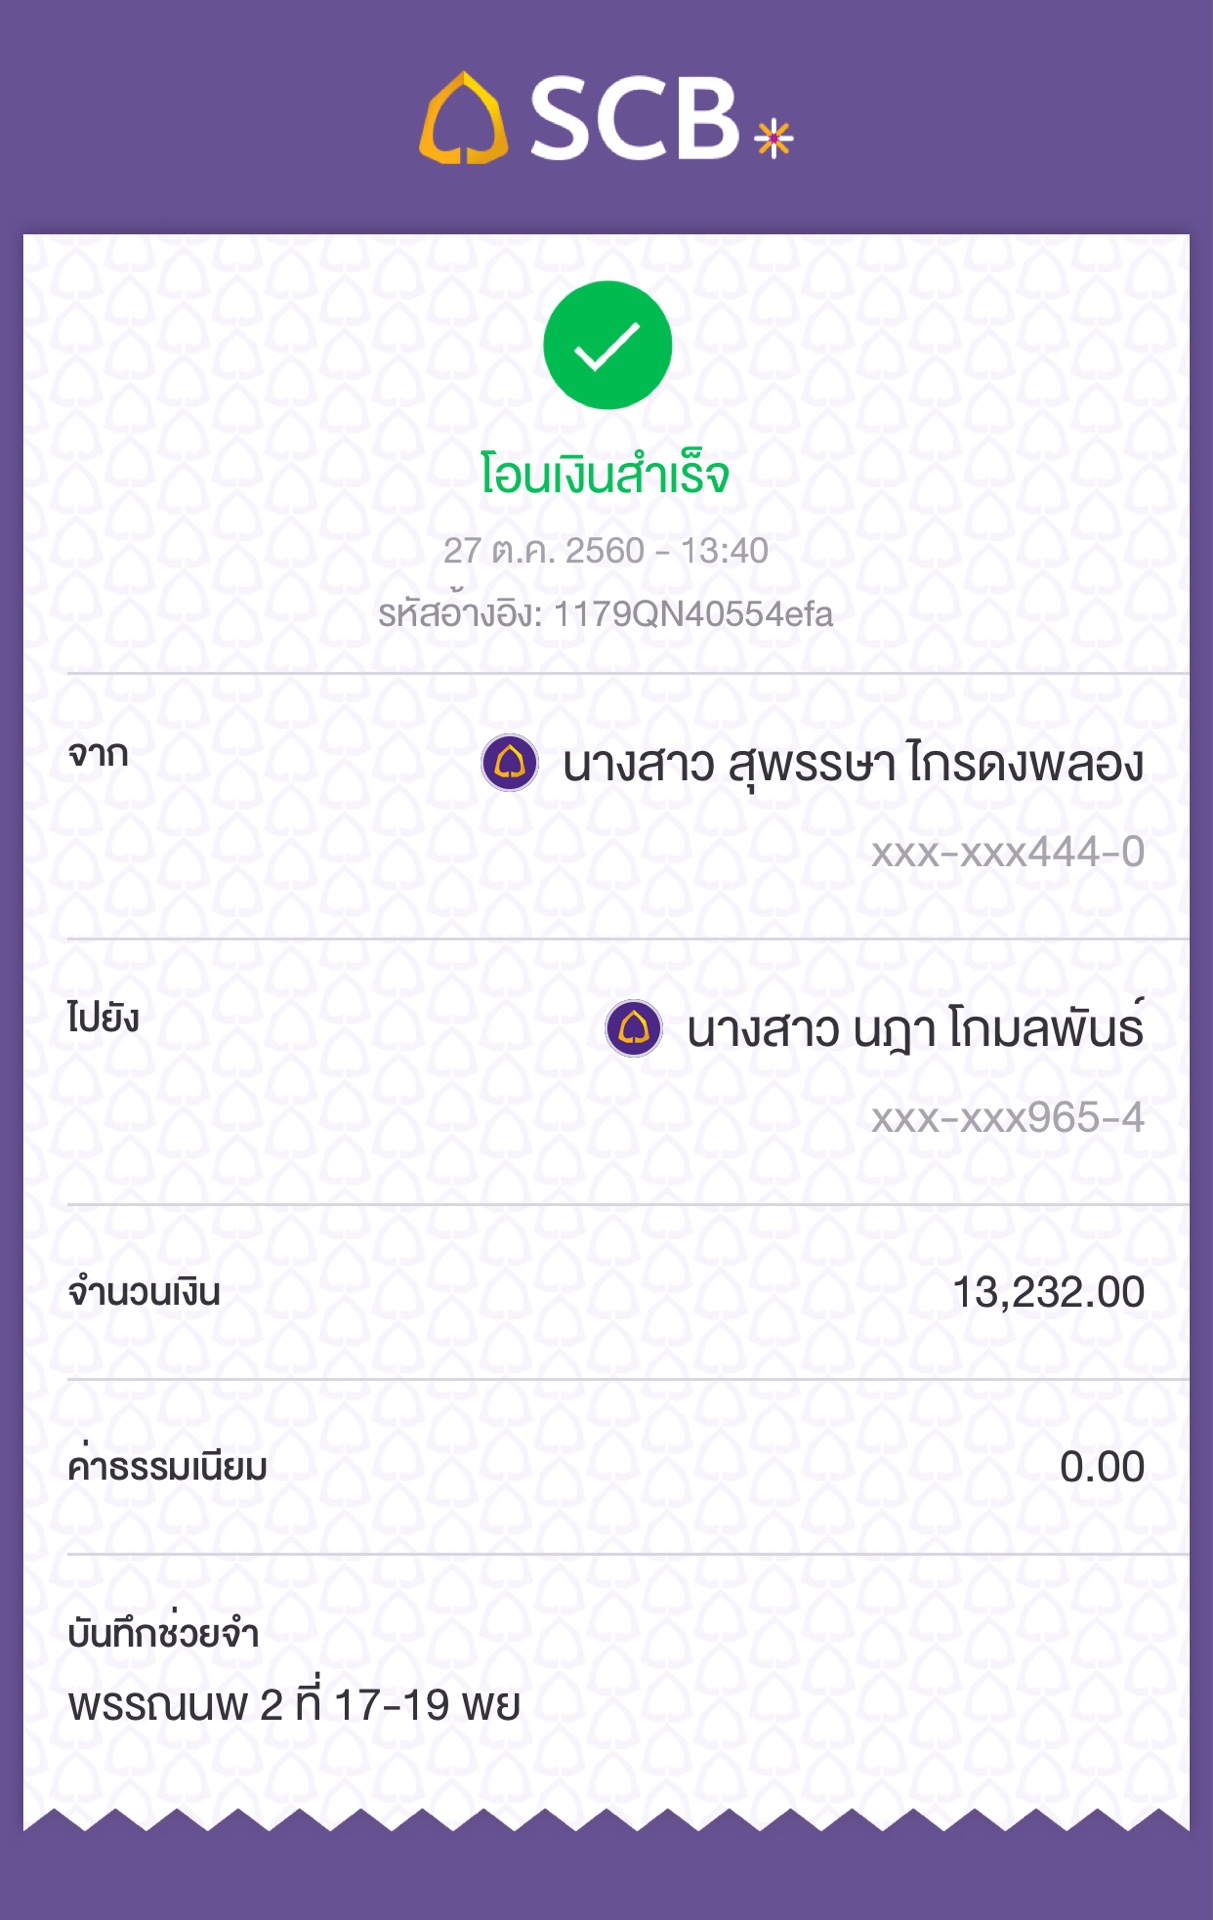 SCB
โอนเงินสำเร็จ
27 ต.ค. 2560 - 13:40
รหัสอ้างอิง: 1179QN40554efa
จาก
นางสาว สุพรรษา ไกรดงพลอง
xxx-xxx444-0
ไปยัง
นางสาว นฎา โกมลพันธ์
xxx-xxx965-4
จำนวนเงิน 13,232.00
ค่าธรรมเนียม 0.00
บันทึกช่วยจำ
พรรณนพ 2 ที่ 17-19 พย